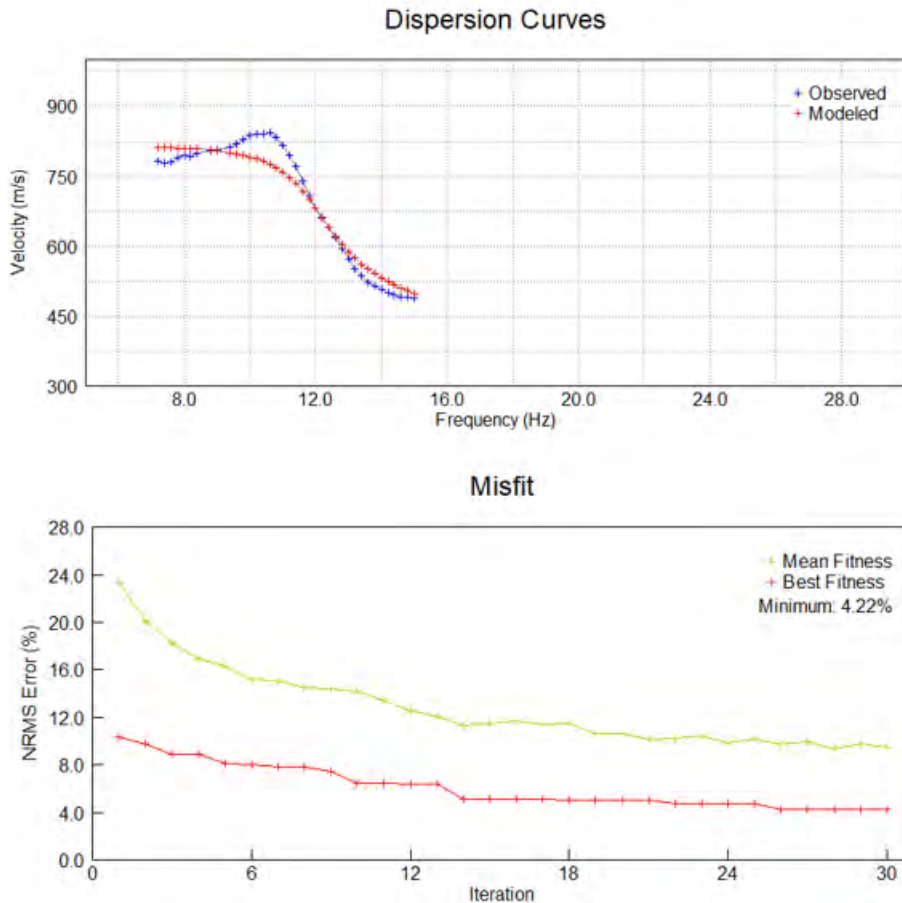 Dispersion Curves
900
750
600
450
300
Velocity (m/s)
Observed
Modeled
8.0 12.0 16.0 20.0 24.0 28.0
Frequency (Hz)
Misfit
28.0
24.0
20.0
16.0
12.0
8.0
4.0
0.0
NRMS Error (%)
Mean Fitness
Best Fitness
Minimum: 4.22%
0 6 12 18 24 30
Iteration